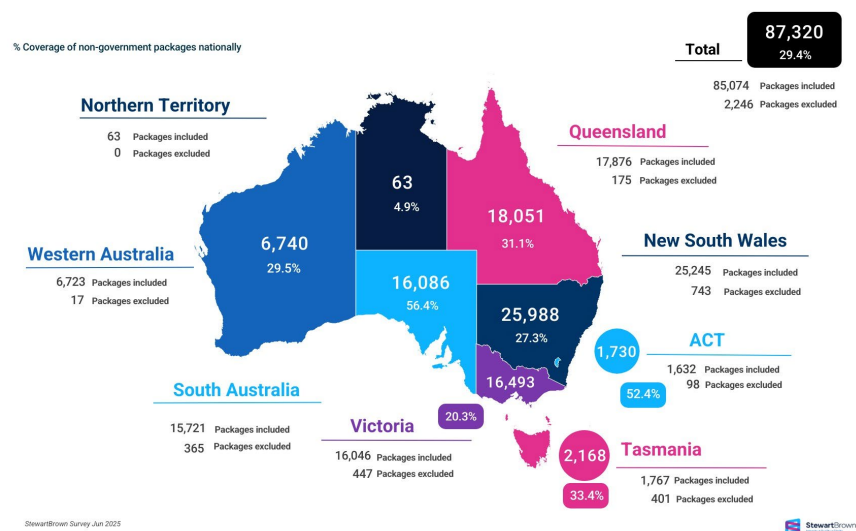 87,320
Total
29.4%
% Coverage of non-government packages nationally
85,074 Packages included
2,246 Packages excluded
Northern Territory
63 Packages included
0 Packages excluded
Queensland
17,876 Packages included
175 Packages excluded
63
4.9%
18,051
31.1%
6,740
29.5%
Western Australia
6,723 Packages included
17 Packages excluded
New South Wales
25,245 Packages included
743 Packages excluded
16,086
56.4%
25,988
27.3%
1,730
ACT
1,632 Packages included
98 Packages excluded
52.4%
South Australia
15,721 Packages included
365 Packages excluded
16,493
20.3%
Victoria
16,046 Packages included
447 Packages excluded
2,168
33.4%
Tasmania
1,767 Packages included
401 Packages excluded
StewartBrown Survey Jun 2025
StewartBrown